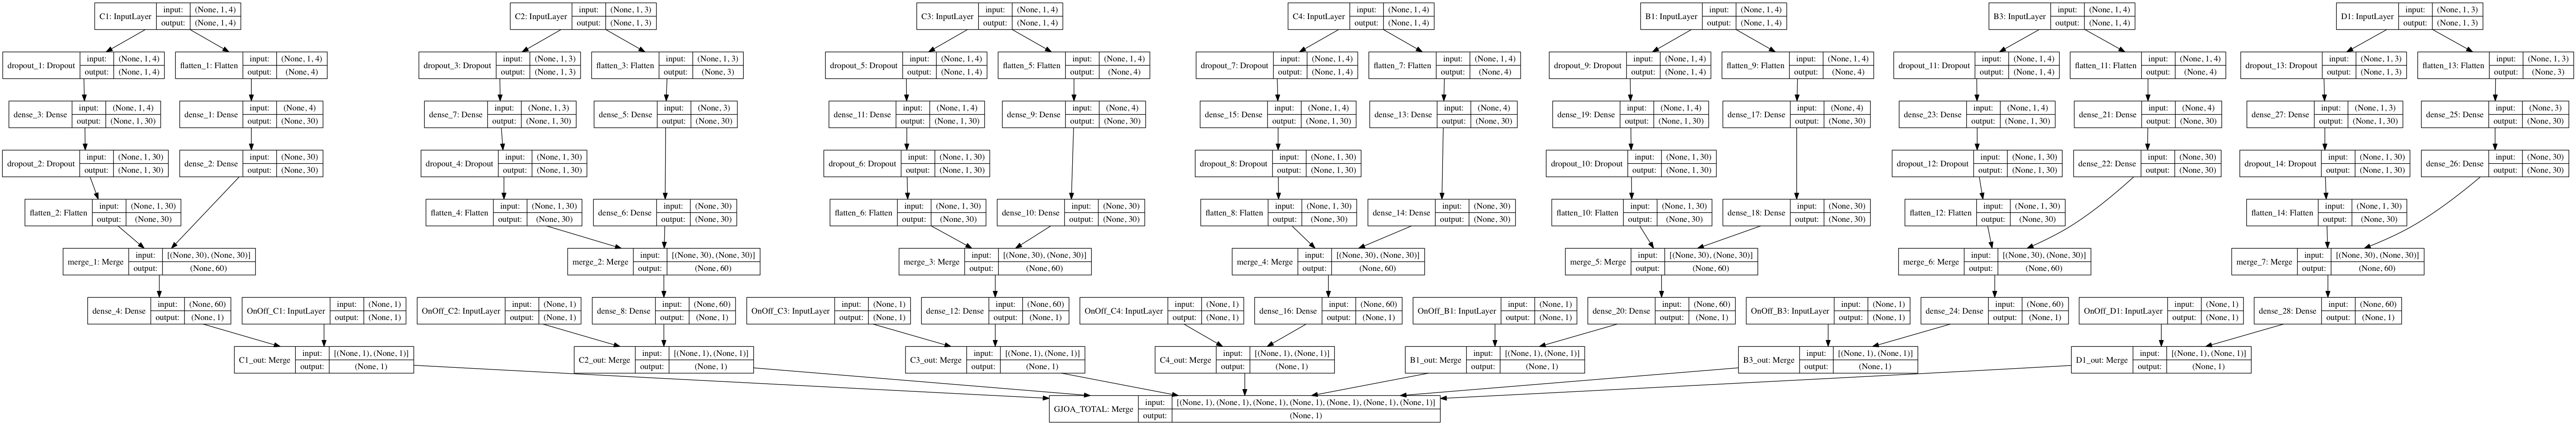 C1: InputLayer
input: (None, 1, 4)
output: (None, 1, 4)
C2: InputLayer
input: (None, 1, 3)
output: (None, 1, 3)
C3: InputLayer
input: (None, 1, 4)
output: (None, 1, 4)
C4: InputLayer
input: (None, 1, 4)
output: (None, 1, 4)
B1: InputLayer
input: (None, 1, 4)
output: (None, 1, 4)
B3: InputLayer
input: (None, 1, 4)
output: (None, 1, 4)
D1: InputLayer
input: (None, 1, 3)
output: (None, 1, 3)
dropout_1: Dropout
input: (None, 1, 4)
output: (None, 1, 4)
flatten_1: Flatten
input: (None, 1, 4)
output: (None, 4)
dropout_3: Dropout
input: (None, 1, 3)
output: (None, 1, 3)
flatten_3: Flatten
input: (None, 1, 3)
output: (None, 3)
dropout_5: Dropout
input: (None, 1, 4)
output: (None, 1, 4)
flatten_5: Flatten
input: (None, 1, 4)
output: (None, 4)
dropout_7: Dropout
input: (None, 1, 4)
output: (None, 1, 4)
flatten_7: Flatten
input: (None, 1, 4)
output: (None, 4)
dropout_9: Dropout
input: (None, 1, 4)
output: (None, 1, 4)
flatten_9: Flatten
input: (None, 1, 4)
output: (None, 4)
dropout_11: Dropout
input: (None, 1, 4)
output: (None, 1, 4)
flatten_11: Flatten
input: (None, 1, 4)
output: (None, 4)
dropout_13: Dropout
input: (None, 1, 3)
output: (None, 1, 3)
flatten_13: Flatten
input: (None, 1, 3)
output: (None, 3)
dense_3: Dense
input: (None, 1, 4)
output: (None, 1, 30)
dense_1: Dense
input: (None, 4)
output: (None, 30)
dense_7: Dense
input: (None, 1, 3)
output: (None, 1, 30)
dense_5: Dense
input: (None, 3)
output: (None, 30)
dense_11: Dense
input: (None, 1, 4)
output: (None, 1, 30)
dense_9: Dense
input: (None, 4)
output: (None, 30)
dense_15: Dense
input: (None, 1, 4)
output: (None, 1, 30)
dense_13: Dense
input: (None, 4)
output: (None, 30)
dense_19: Dense
input: (None, 1, 4)
output: (None, 1, 30)
dense_17: Dense
input: (None, 4)
output: (None, 30)
dense_23: Dense
input: (None, 1, 4)
output: (None, 1, 30)
dense_21: Dense
input: (None, 4)
output: (None, 30)
dense_27: Dense
input: (None, 1, 3)
output: (None, 1, 30)
dense_25: Dense
input: (None, 3)
output: (None, 30)
dropout_2: Dropout
input: (None, 1, 30)
output: (None, 1, 30)
dense_2: Dense
input: (None, 30)
output: (None, 30)
dropout_4: Dropout
input: (None, 1, 30)
output: (None, 1, 30)
dropout_6: Dropout
input: (None, 1, 30)
output: (None, 1, 30)
dropout_8: Dropout
input: (None, 1, 30)
output: (None, 1, 30)
dropout_10: Dropout
input: (None, 1, 30)
output: (None, 1, 30)
dropout_12: Dropout
input: (None, 1, 30)
output: (None, 1, 30)
dense_22: Dense
input: (None, 30)
output: (None, 30)
dropout_14: Dropout
input: (None, 1, 30)
output: (None, 1, 30)
dense_26: Dense
input: (None, 30)
output: (None, 30)
flatten_2: Flatten
input: (None, 1, 30)
output: (None, 30)
flatten_4: Flatten
input: (None, 1, 30)
output: (None, 30)
dense_6: Dense
input: (None, 30)
output: (None, 30)
flatten_6: Flatten
input: (None, 1, 30)
output: (None, 30)
dense_10: Dense
input: (None, 30)
output: (None, 30)
flatten_8: Flatten
input: (None, 1, 30)
output: (None, 30)
dense_14: Dense
input: (None, 30)
output: (None, 30)
flatten_10: Flatten
input: (None, 1, 30)
output: (None, 30)
dense_18: Dense
input: (None, 30)
output: (None, 30)
flatten_12: Flatten
input: (None, 1, 30)
output: (None, 30)
flatten_14: Flatten
input: (None, 1, 30)
output: (None, 30)
merge_1: Merge
input: [(None, 30), (None, 30)]
output: (None, 60)
merge_2: Merge
input: [(None, 30), (None, 30)]
output: (None, 60)
merge_3: Merge
input: [(None, 30), (None, 30)]
output: (None, 60)
merge_4: Merge
input: [(None, 30), (None, 30)]
output: (None, 60)
merge_5: Merge
input: [(None, 30), (None, 30)]
output: (None, 60)
merge_6: Merge
input: [(None, 30), (None, 30)]
output: (None, 60)
merge_7: Merge
input: [(None, 30), (None, 30)]
output: (None, 60)
dense_4: Dense
input: (None, 60)
output: (None, 1)
OnOff_C1: InputLayer
input: (None, 1)
output: (None, 1)
OnOff_C2: InputLayer
input: (None, 1)
output: (None, 1)
dense_8: Dense
input: (None, 60)
output: (None, 1)
OnOff_C3: InputLayer
input: (None, 1)
output: (None, 1)
dense_12: Dense
input: (None, 60)
output: (None, 1)
OnOff_C4: InputLayer
input: (None, 1)
output: (None, 1)
dense_16: Dense
input: (None, 60)
output: (None, 1)
OnOff_B1: InputLayer
input: (None, 1)
output: (None, 1)
dense_20: Dense
input: (None, 60)
output: (None, 1)
OnOff_B3: InputLayer
input: (None, 1)
output: (None, 1)
dense_24: Dense
input: (None, 60)
output: (None, 1)
OnOff_D1: InputLayer
input: (None, 1)
output: (None, 1)
dense_28: Dense
input: (None, 60)
output: (None, 1)
C1_out: Merge
input: [(None, 1), (None, 1)]
output: (None, 1)
C2_out: Merge
input: [(None, 1), (None, 1)]
output: (None, 1)
C3_out: Merge
input: [(None, 1), (None, 1)]
output: (None, 1)
C4_out: Merge
input: [(None, 1), (None, 1)]
output: (None, 1)
B1_out: Merge
input: [(None, 1), (None, 1)]
output: (None, 1)
B3_out: Merge
input: [(None, 1), (None, 1)]
output: (None, 1)
D1_out: Merge
input: [(None, 1), (None, 1)]
output: (None, 1)
GJOA_TOTAL: Merge
input: [(None, 1), (None, 1), (None, 1), (None, 1), (None, 1), (None, 1), (None, 1)]
output: (None, 1)